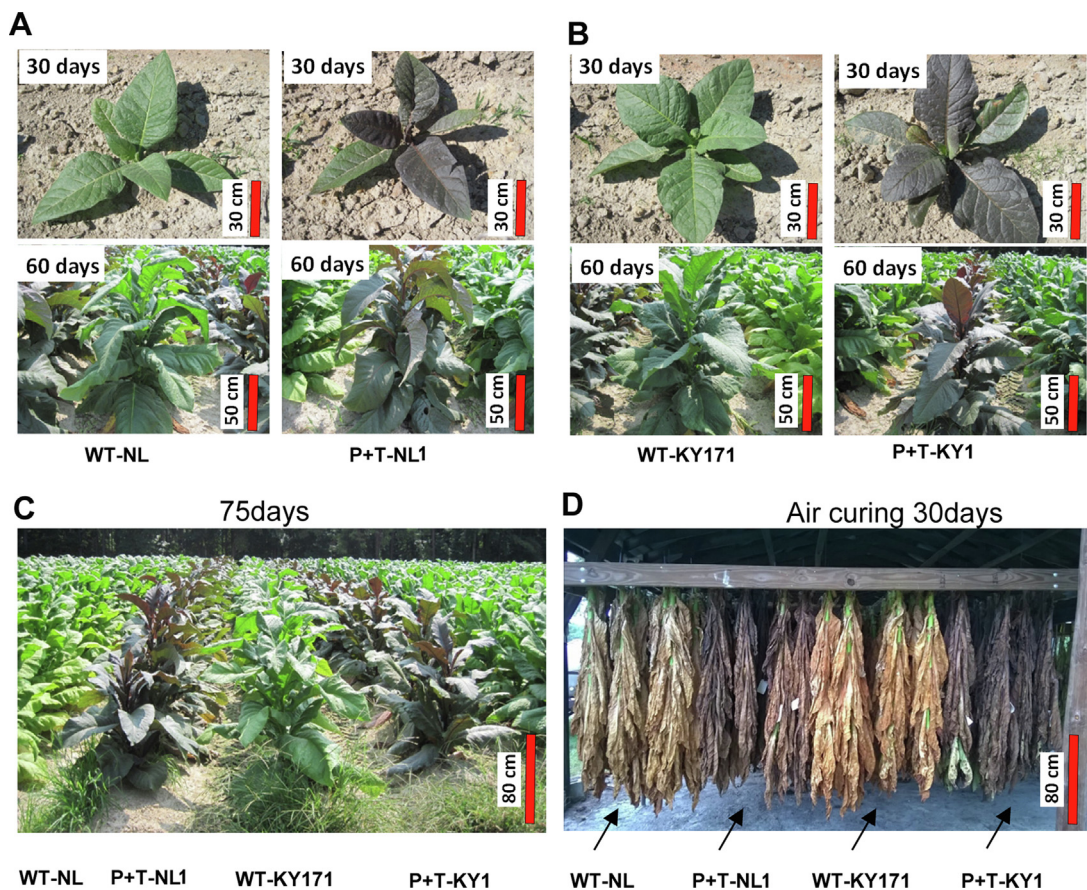 A
B
30 days
30 days
30 days
30 days
30 cm
30 cm
30 cm
30 cm
60 days
60 days
60 days
60 days
50 cm
50 cm
50 cm
50 cm
WT-NL
P+T-NL1
WT-KY171
P+T-KY1
C
75days
D
Air curing 30days
80 cm
80 cm
WT-NL
P+T-NL1
WT-KY171
P+T-KY1
WT-NL
P+T-NL1
WT-KY171
P+T-KY1